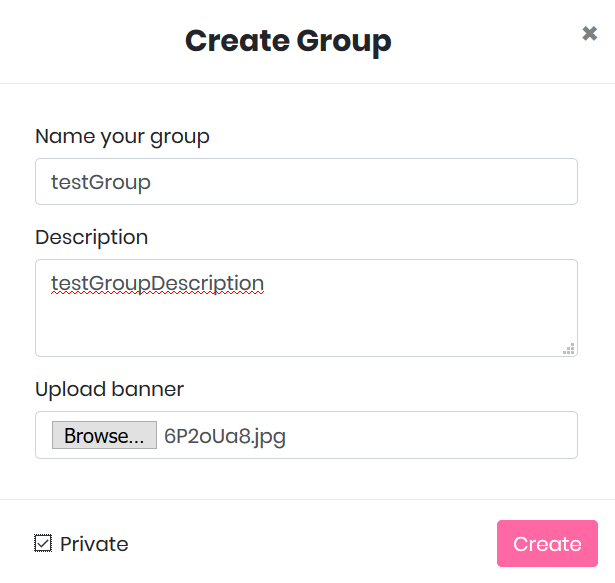 Create Group
Name your group
testGroup
Description
testGroupDescription
Upload banner
Browse... 6P2oUa8.jpg
Private Create